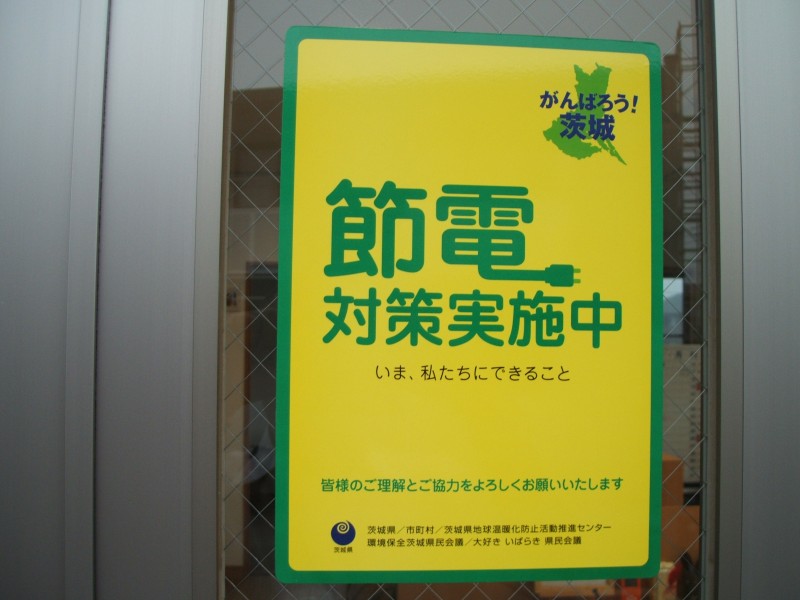 がんばろう!
茨城
節電
対策実施中
いま、私たちにできること
皆様のご理解とご協力をよろしくお願いいたします
茨城県
茨城県／市町村／茨城県地球温暖化防止活動推進センター
環境保全茨城県民会議／大好き いばらき 県民会議